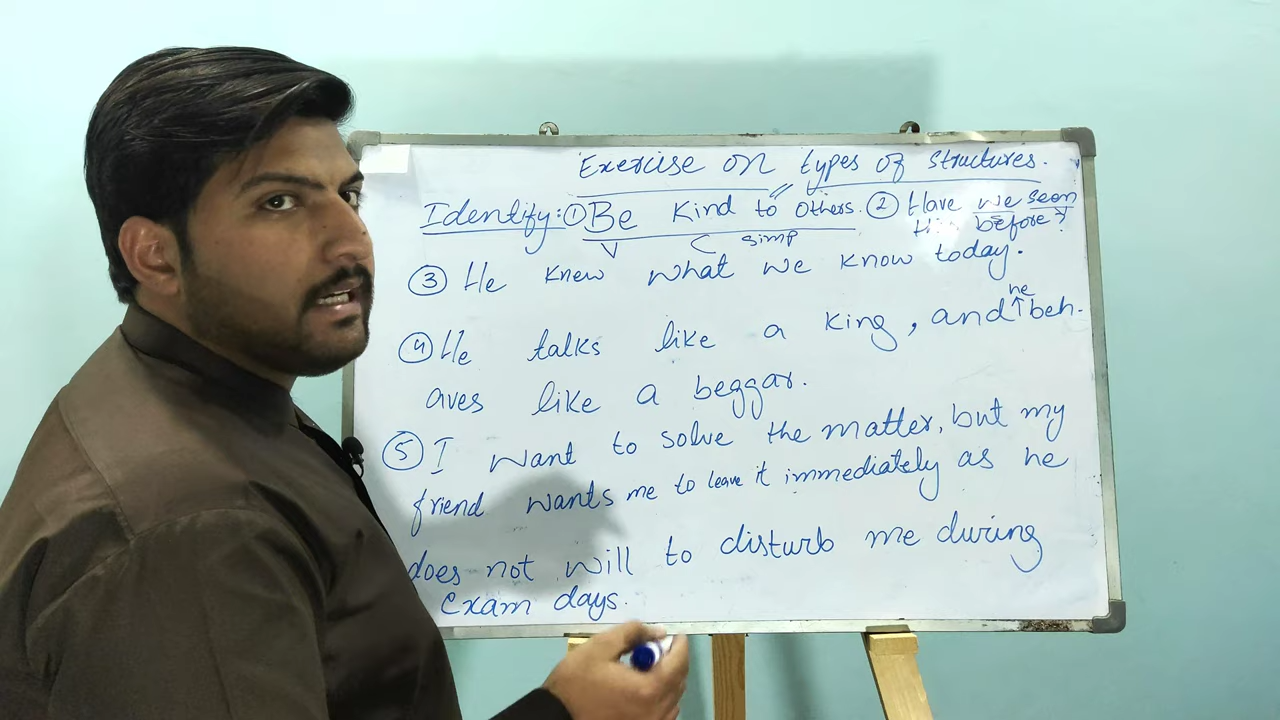 Exercise on types of Structures.
Identify: ① Be Kind to others. ② Have we seen
before?
V C simp
③ He knew what we know today.
he
④ He talks like a king, and ↑ beh-
aves like a beggar.
⑤ I want to solve the matter, but my
friend wants me to leave it immediately as he
does not will to disturb me during
exam days.